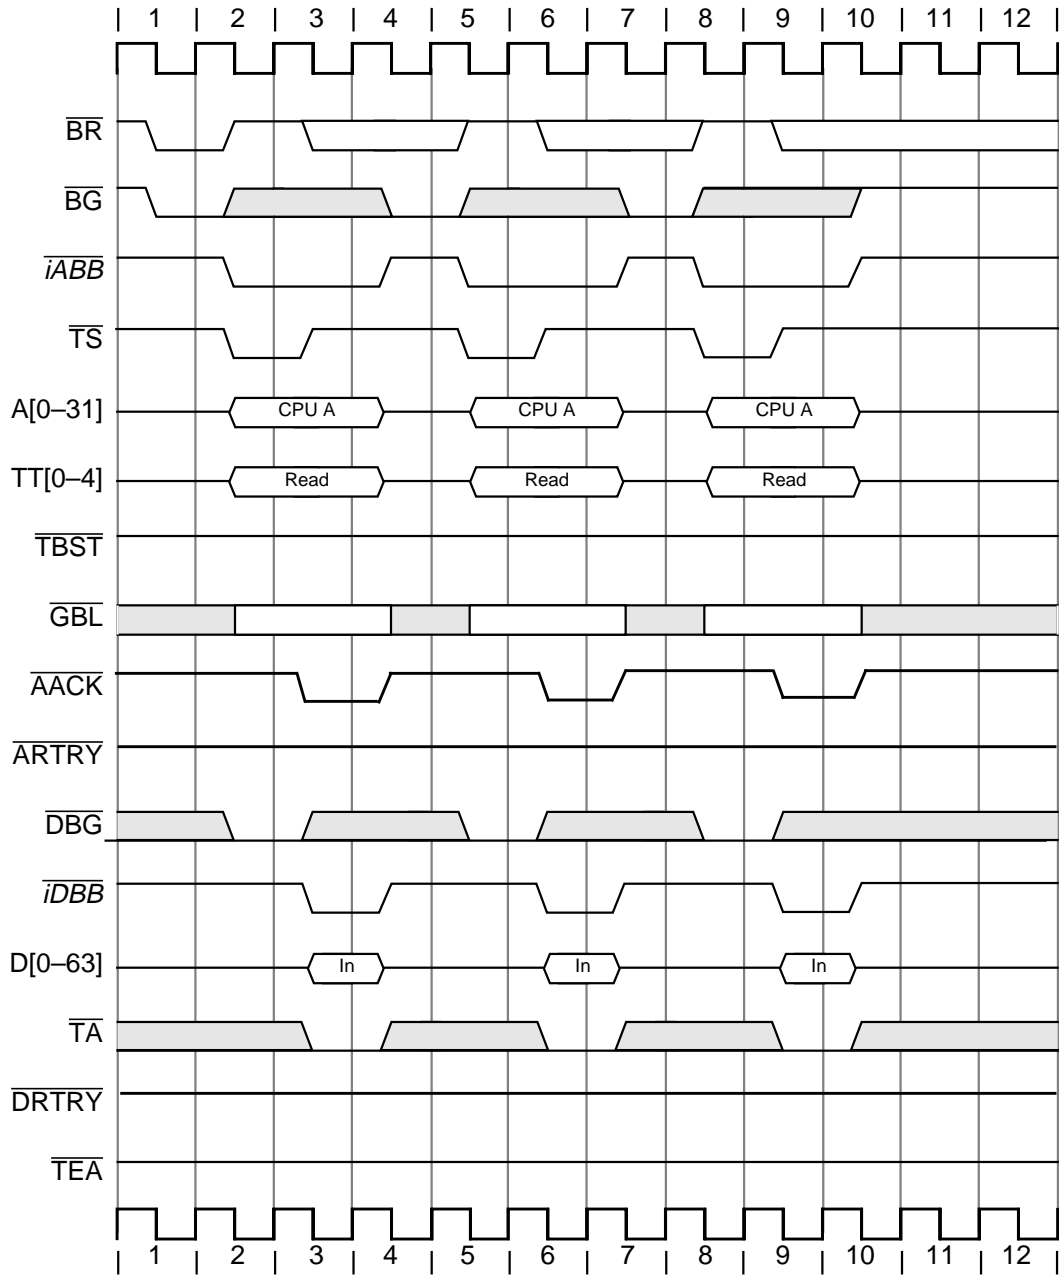 1 2 3 4 5 6 7 8 9 10 11 12
BR
BG
iABB
TS
A[0–31] CPU A CPU A CPU A
TT[0–4] Read Read Read
TBST
GBL
AACK
ARTRY
DBG
iDBB
D[0–63] In In In
TA
DRTRY
TEA
1 2 3 4 5 6 7 8 9 10 11 12